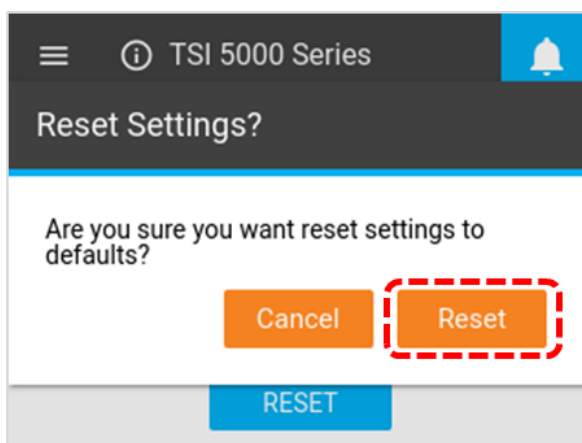 TSI 5000 Series
Reset Settings?
Are you sure you want reset settings to
defaults?
Cancel Reset
RESET